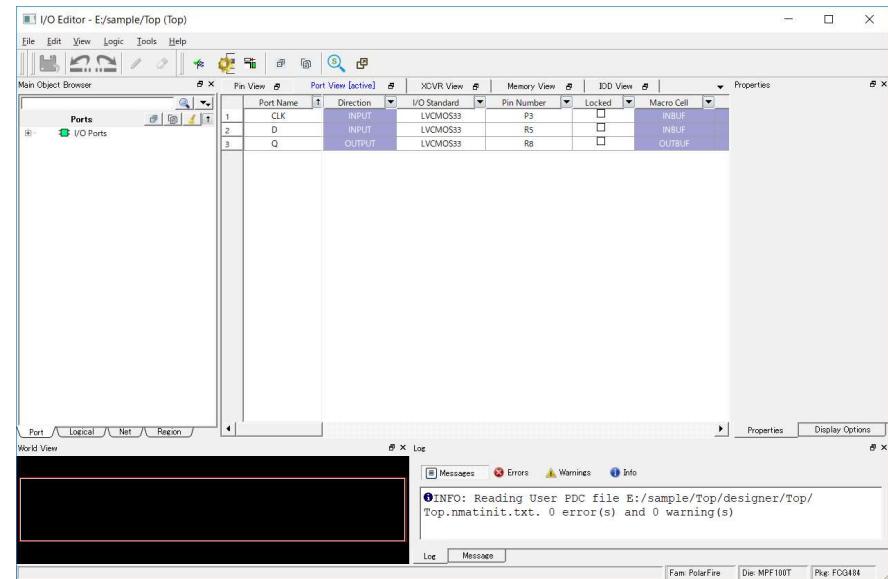 I/O Editor - E:/sample/Top (Top)
File Edit View Logic Tools Help
Main Object Browser
Ports
I/O Ports
Port Logical Net Region
Pin View Port View [active] XCVR View Memory View IOD View
Port Name Direction I/O Standard Pin Number Locked Macro Cell
1 CLK INPUT LVCMOS33 P3 INBUF
2 D INPUT LVCMOS33 R5 INBUF
3 Q OUTPUT LVCMOS33 R8 OUTBUF
Properties
Properties Display Options
World View
Log
Messages Errors Warnings Info
INFO: Reading User PDC file E:/sample/Top/designer/Top/
Top.nmatinit.txt. 0 error(s) and 0 warning(s)
Log Message
Fam: PolarFire Die: MPF100T Pkg: FCG484